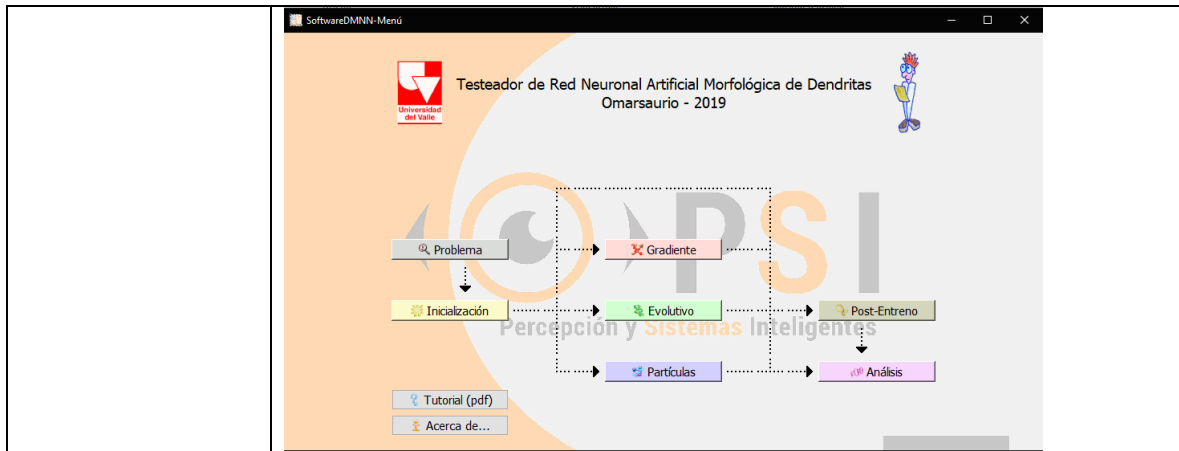 SoftwareDMNN-Menú
Testeador de Red Neuronal Artificial Morfológica de Dendritas
Omarsaurio - 2019
Universidad
del Valle
PSI
Problema
Gradiente
Inicialización
Evolutivo
Post-Entreno
Percepción y Sistemas Inteligentes
Partículas
Análisis
Tutorial (pdf)
Acerca de...